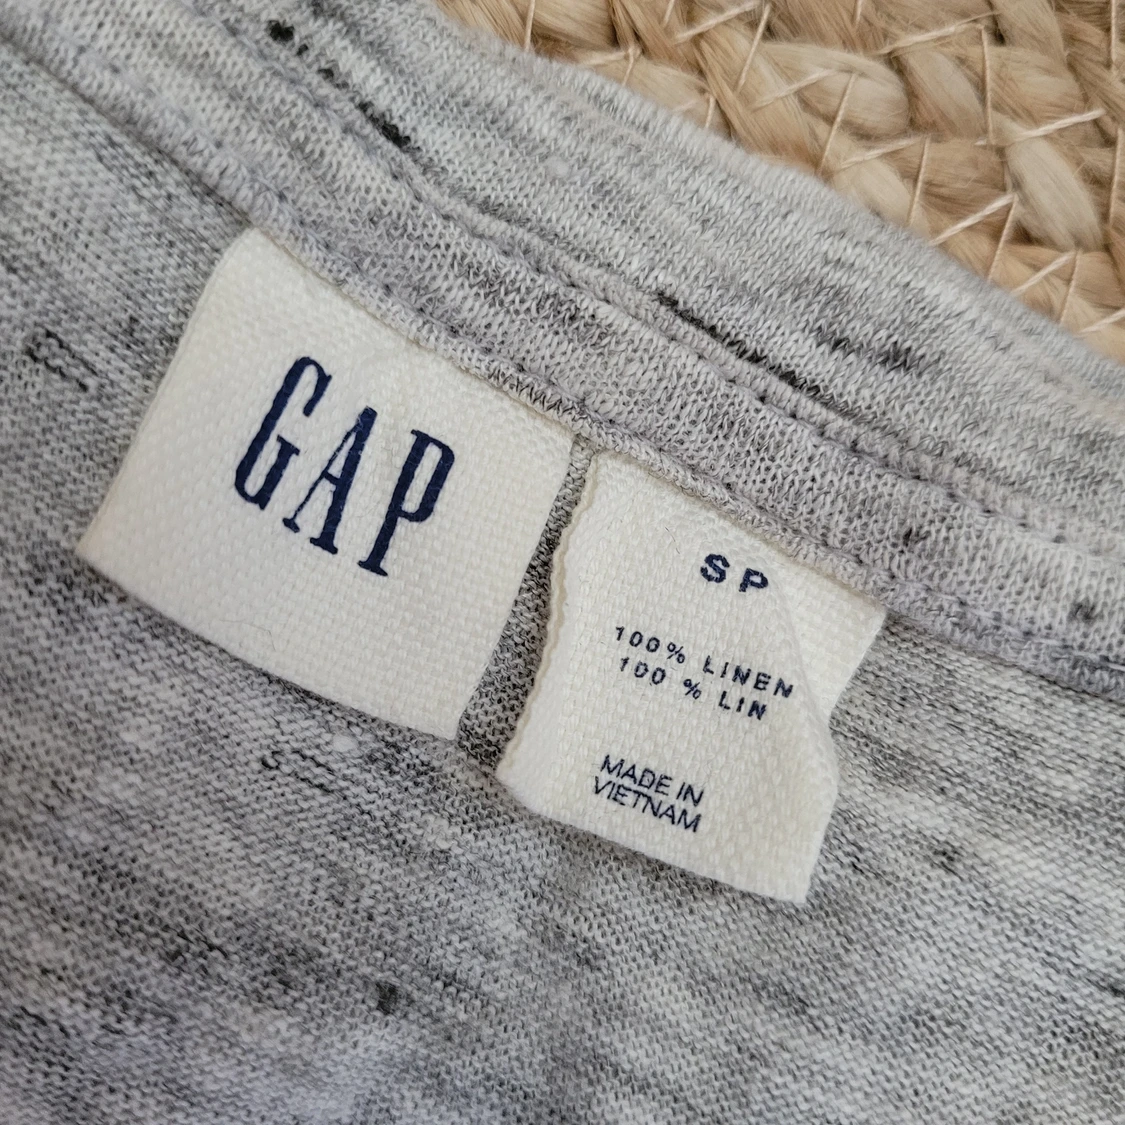 GAP
SP
100% LINEN
100 % LIN
MADE IN
VIETNAM